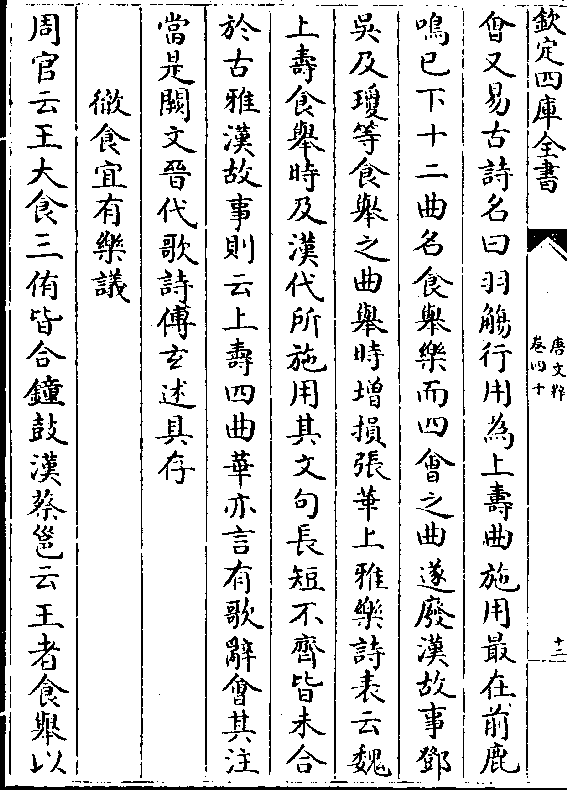 欽定四庫全書
唐文粹
卷四十
十三
會又易古詩名曰羽觴行用為上壽曲施用最在前鹿
鳴已下十二曲名食舉樂而四會之曲遂廢漢故事鄧
吳及瓊等食舉之曲舉時增損張華上雅樂詩表云魏
上壽食舉時及漢代所施用其文句長短不齊皆未合
於古雅漢故事則云上壽四曲華亦言有歌辭會其注
當是闕文晉代歌詩傅玄述具存
徹食宜有樂議
周官云王大食三侑皆合鐘鼓漢蔡邕云王者食舉以